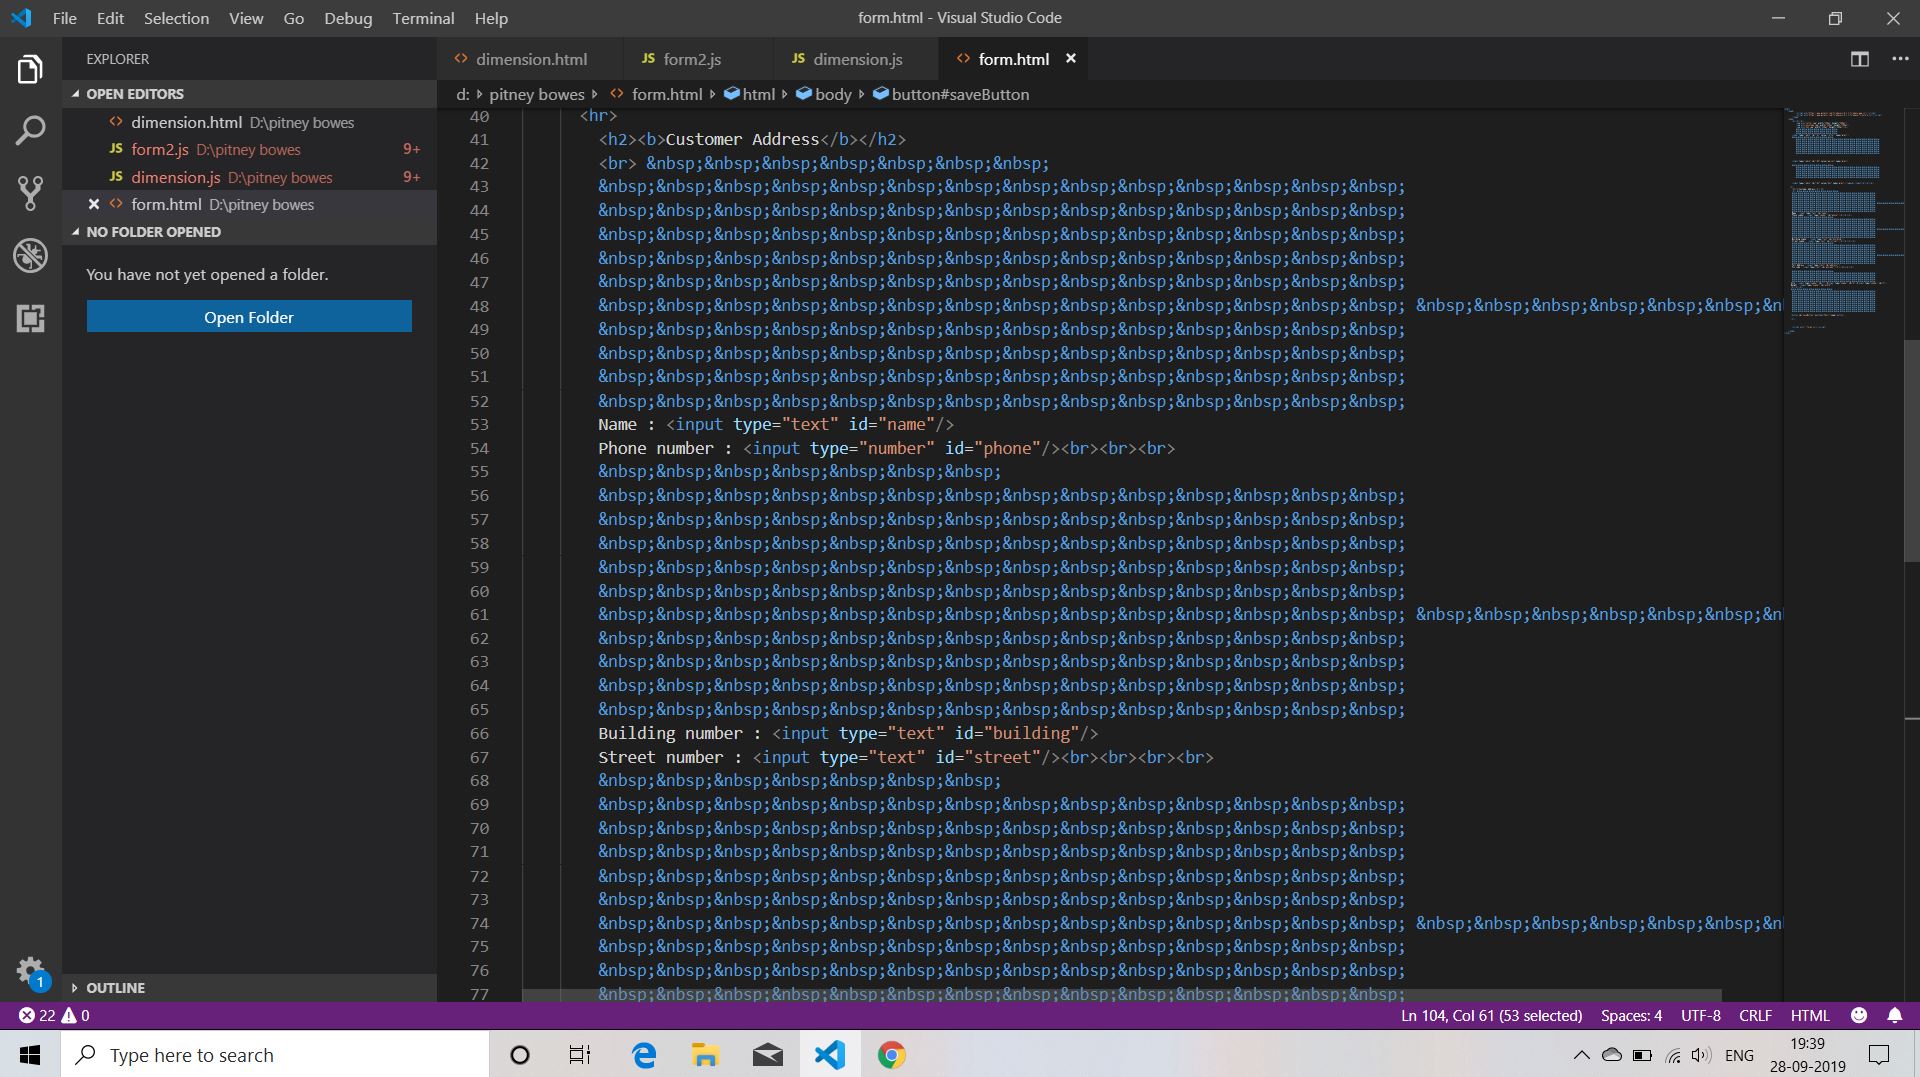 File Edit Selection View Go Debug Terminal Help
form.html - Visual Studio Code
EXPLORER
OPEN EDITORS
dimension.html D:\pitney bowes
JS form2.js D:\pitney bowes 9+
JS dimension.js D:\pitney bowes 9+
form.html D:\pitney bowes
NO FOLDER OPENED
You have not yet opened a folder.
Open Folder
OUTLINE
dimension.html JS form2.js JS dimension.js form.html
d: pitney bowes form.html html body button#saveButton
40 <hr>
41 <h2><b>Customer Address</b></h2>
42 <br> &nbsp;&nbsp;&nbsp;&nbsp;&nbsp;&nbsp;&nbsp;
43 &nbsp;&nbsp;&nbsp;&nbsp;&nbsp;&nbsp;&nbsp;&nbsp;&nbsp;&nbsp;&nbsp;&nbsp;&nbsp;&nbsp;
44 &nbsp;&nbsp;&nbsp;&nbsp;&nbsp;&nbsp;&nbsp;&nbsp;&nbsp;&nbsp;&nbsp;&nbsp;&nbsp;&nbsp;
45 &nbsp;&nbsp;&nbsp;&nbsp;&nbsp;&nbsp;&nbsp;&nbsp;&nbsp;&nbsp;&nbsp;&nbsp;&nbsp;&nbsp;
46 &nbsp;&nbsp;&nbsp;&nbsp;&nbsp;&nbsp;&nbsp;&nbsp;&nbsp;&nbsp;&nbsp;&nbsp;&nbsp;&nbsp;
47 &nbsp;&nbsp;&nbsp;&nbsp;&nbsp;&nbsp;&nbsp;&nbsp;&nbsp;&nbsp;&nbsp;&nbsp;&nbsp;&nbsp;
48 &nbsp;&nbsp;&nbsp;&nbsp;&nbsp;&nbsp;&nbsp;&nbsp;&nbsp;&nbsp;&nbsp;&nbsp;&nbsp;&nbsp; &nbsp;&nbsp;&nbsp;&nbsp;&nbsp;&nbsp;&n
49 &nbsp;&nbsp;&nbsp;&nbsp;&nbsp;&nbsp;&nbsp;&nbsp;&nbsp;&nbsp;&nbsp;&nbsp;&nbsp;&nbsp;
50 &nbsp;&nbsp;&nbsp;&nbsp;&nbsp;&nbsp;&nbsp;&nbsp;&nbsp;&nbsp;&nbsp;&nbsp;&nbsp;&nbsp;
51 &nbsp;&nbsp;&nbsp;&nbsp;&nbsp;&nbsp;&nbsp;&nbsp;&nbsp;&nbsp;&nbsp;&nbsp;&nbsp;&nbsp;
52 &nbsp;&nbsp;&nbsp;&nbsp;&nbsp;&nbsp;&nbsp;&nbsp;&nbsp;&nbsp;&nbsp;&nbsp;&nbsp;&nbsp;
53 Name : <input type="text" id="name"/>
54 Phone number : <input type="number" id="phone"/><br><br><br>
55 &nbsp;&nbsp;&nbsp;&nbsp;&nbsp;&nbsp;&nbsp;
56 &nbsp;&nbsp;&nbsp;&nbsp;&nbsp;&nbsp;&nbsp;&nbsp;&nbsp;&nbsp;&nbsp;&nbsp;&nbsp;&nbsp;
57 &nbsp;&nbsp;&nbsp;&nbsp;&nbsp;&nbsp;&nbsp;&nbsp;&nbsp;&nbsp;&nbsp;&nbsp;&nbsp;&nbsp;
58 &nbsp;&nbsp;&nbsp;&nbsp;&nbsp;&nbsp;&nbsp;&nbsp;&nbsp;&nbsp;&nbsp;&nbsp;&nbsp;&nbsp;
59 &nbsp;&nbsp;&nbsp;&nbsp;&nbsp;&nbsp;&nbsp;&nbsp;&nbsp;&nbsp;&nbsp;&nbsp;&nbsp;&nbsp;
60 &nbsp;&nbsp;&nbsp;&nbsp;&nbsp;&nbsp;&nbsp;&nbsp;&nbsp;&nbsp;&nbsp;&nbsp;&nbsp;&nbsp;
61 &nbsp;&nbsp;&nbsp;&nbsp;&nbsp;&nbsp;&nbsp;&nbsp;&nbsp;&nbsp;&nbsp;&nbsp;&nbsp;&nbsp; &nbsp;&nbsp;&nbsp;&nbsp;&nbsp;&nbsp;&n
62 &nbsp;&nbsp;&nbsp;&nbsp;&nbsp;&nbsp;&nbsp;&nbsp;&nbsp;&nbsp;&nbsp;&nbsp;&nbsp;&nbsp;
63 &nbsp;&nbsp;&nbsp;&nbsp;&nbsp;&nbsp;&nbsp;&nbsp;&nbsp;&nbsp;&nbsp;&nbsp;&nbsp;&nbsp;
64 &nbsp;&nbsp;&nbsp;&nbsp;&nbsp;&nbsp;&nbsp;&nbsp;&nbsp;&nbsp;&nbsp;&nbsp;&nbsp;&nbsp;
65 &nbsp;&nbsp;&nbsp;&nbsp;&nbsp;&nbsp;&nbsp;&nbsp;&nbsp;&nbsp;&nbsp;&nbsp;&nbsp;&nbsp;
66 Building number : <input type="text" id="building"/>
67 Street number : <input type="text" id="street"/><br><br><br><br>
68 &nbsp;&nbsp;&nbsp;&nbsp;&nbsp;&nbsp;&nbsp;
69 &nbsp;&nbsp;&nbsp;&nbsp;&nbsp;&nbsp;&nbsp;&nbsp;&nbsp;&nbsp;&nbsp;&nbsp;&nbsp;&nbsp;
70 &nbsp;&nbsp;&nbsp;&nbsp;&nbsp;&nbsp;&nbsp;&nbsp;&nbsp;&nbsp;&nbsp;&nbsp;&nbsp;&nbsp;
71 &nbsp;&nbsp;&nbsp;&nbsp;&nbsp;&nbsp;&nbsp;&nbsp;&nbsp;&nbsp;&nbsp;&nbsp;&nbsp;&nbsp;
72 &nbsp;&nbsp;&nbsp;&nbsp;&nbsp;&nbsp;&nbsp;&nbsp;&nbsp;&nbsp;&nbsp;&nbsp;&nbsp;&nbsp;
73 &nbsp;&nbsp;&nbsp;&nbsp;&nbsp;&nbsp;&nbsp;&nbsp;&nbsp;&nbsp;&nbsp;&nbsp;&nbsp;&nbsp;
74 &nbsp;&nbsp;&nbsp;&nbsp;&nbsp;&nbsp;&nbsp;&nbsp;&nbsp;&nbsp;&nbsp;&nbsp;&nbsp;&nbsp; &nbsp;&nbsp;&nbsp;&nbsp;&nbsp;&nbsp;&n
75 &nbsp;&nbsp;&nbsp;&nbsp;&nbsp;&nbsp;&nbsp;&nbsp;&nbsp;&nbsp;&nbsp;&nbsp;&nbsp;&nbsp;
76 &nbsp;&nbsp;&nbsp;&nbsp;&nbsp;&nbsp;&nbsp;&nbsp;&nbsp;&nbsp;&nbsp;&nbsp;&nbsp;&nbsp;
77 &nbsp;&nbsp;&nbsp;&nbsp;&nbsp;&nbsp;&nbsp;&nbsp;&nbsp;&nbsp;&nbsp;&nbsp;&nbsp;&nbsp;
1
22 0
Ln 104, Col 61 (53 selected) Spaces: 4 UTF-8 CRLF HTML
Type here to search
ENG
19:39
28-09-2019